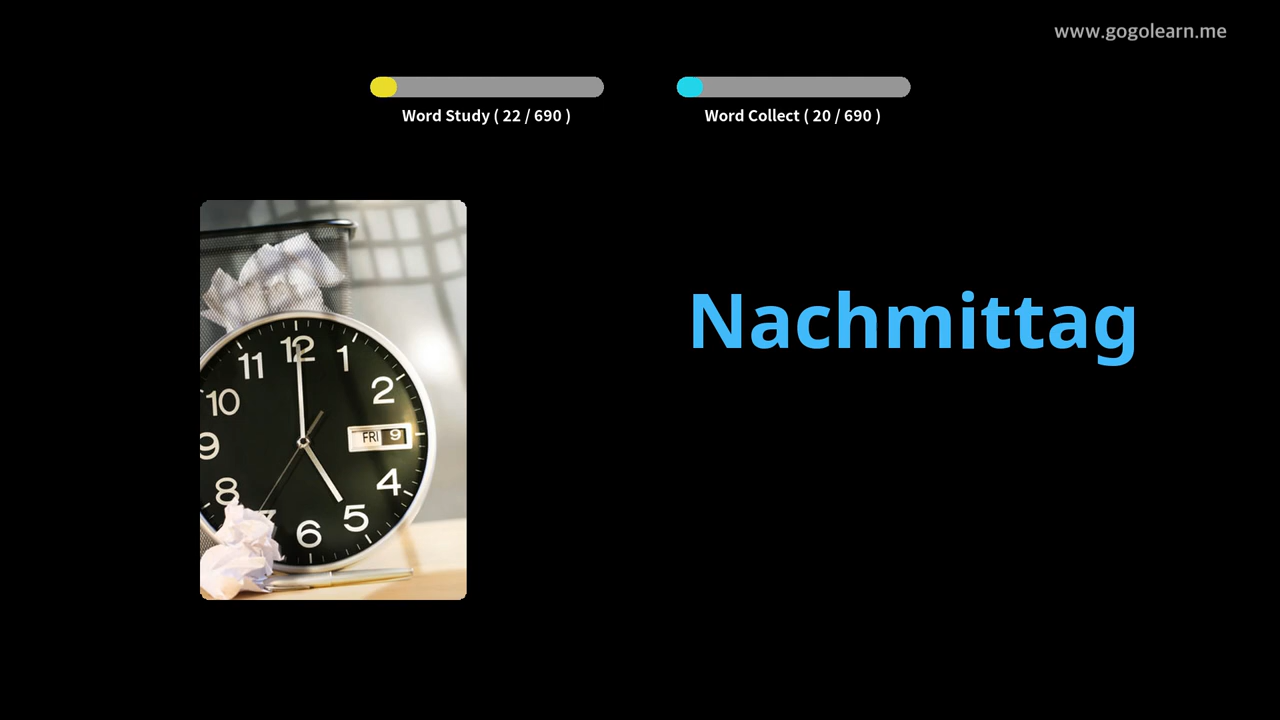 www.gogolearn.me
Word Study ( 22 / 690 )
Word Collect ( 20 / 690 )
Nachmittag
12
11
1
10
2
9
FRI 9
8
4
7
5
6